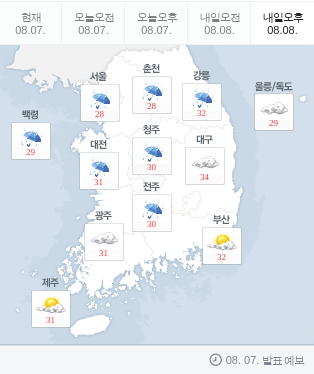 현재 오늘오전 오늘오후 내일오전 내일오후
08.07. 08.07. 08.07. 08.08. 08.08.
서울 28
춘천 28
강릉 32
울릉/독도 29
백령 29
대전 31
청주 30
대구 34
전주 30
광주 31
부산 32
제주 31
08. 07. 발표 예보